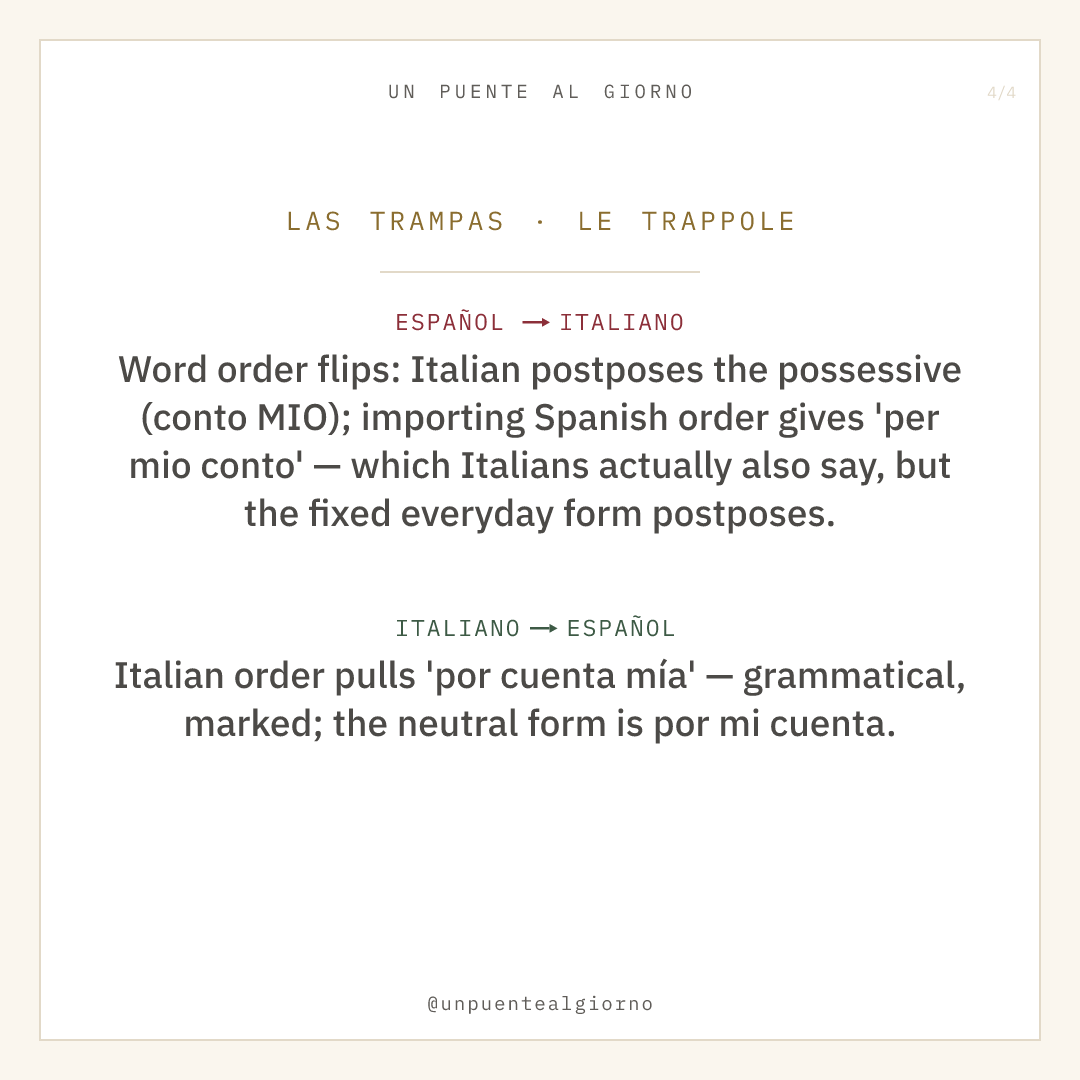 UN PUENTE AL GIORNO
4/4
LAS TRAMPAS · LE TRAPPOLE
ESPAÑOL → ITALIANO
Word order flips: Italian postposes the possessive
(conto MIO); importing Spanish order gives 'per
mio conto' — which Italians actually also say, but
the fixed everyday form postposes.
ITALIANO → ESPAÑOL
Italian order pulls 'por cuenta mía' — grammatical,
marked; the neutral form is por mi cuenta.
@unpuentealgiorno